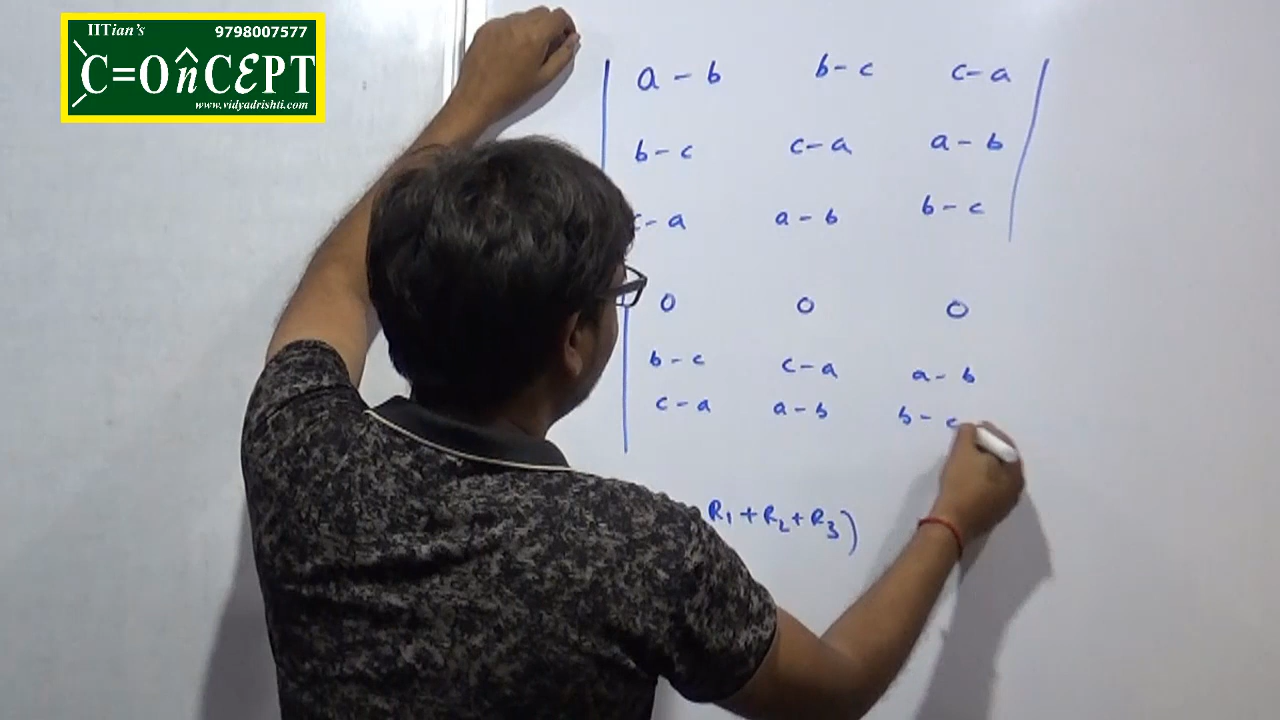 IITian's 9798007577
C=OnCEPT
www.vidyadrishti.com
a - b b - c c - a
b - c c - a a - b
c - a a - b b - c
0 0 0
b - c c - a a - b
c - a a - b b - c
R₁ + R₂ + R₃)